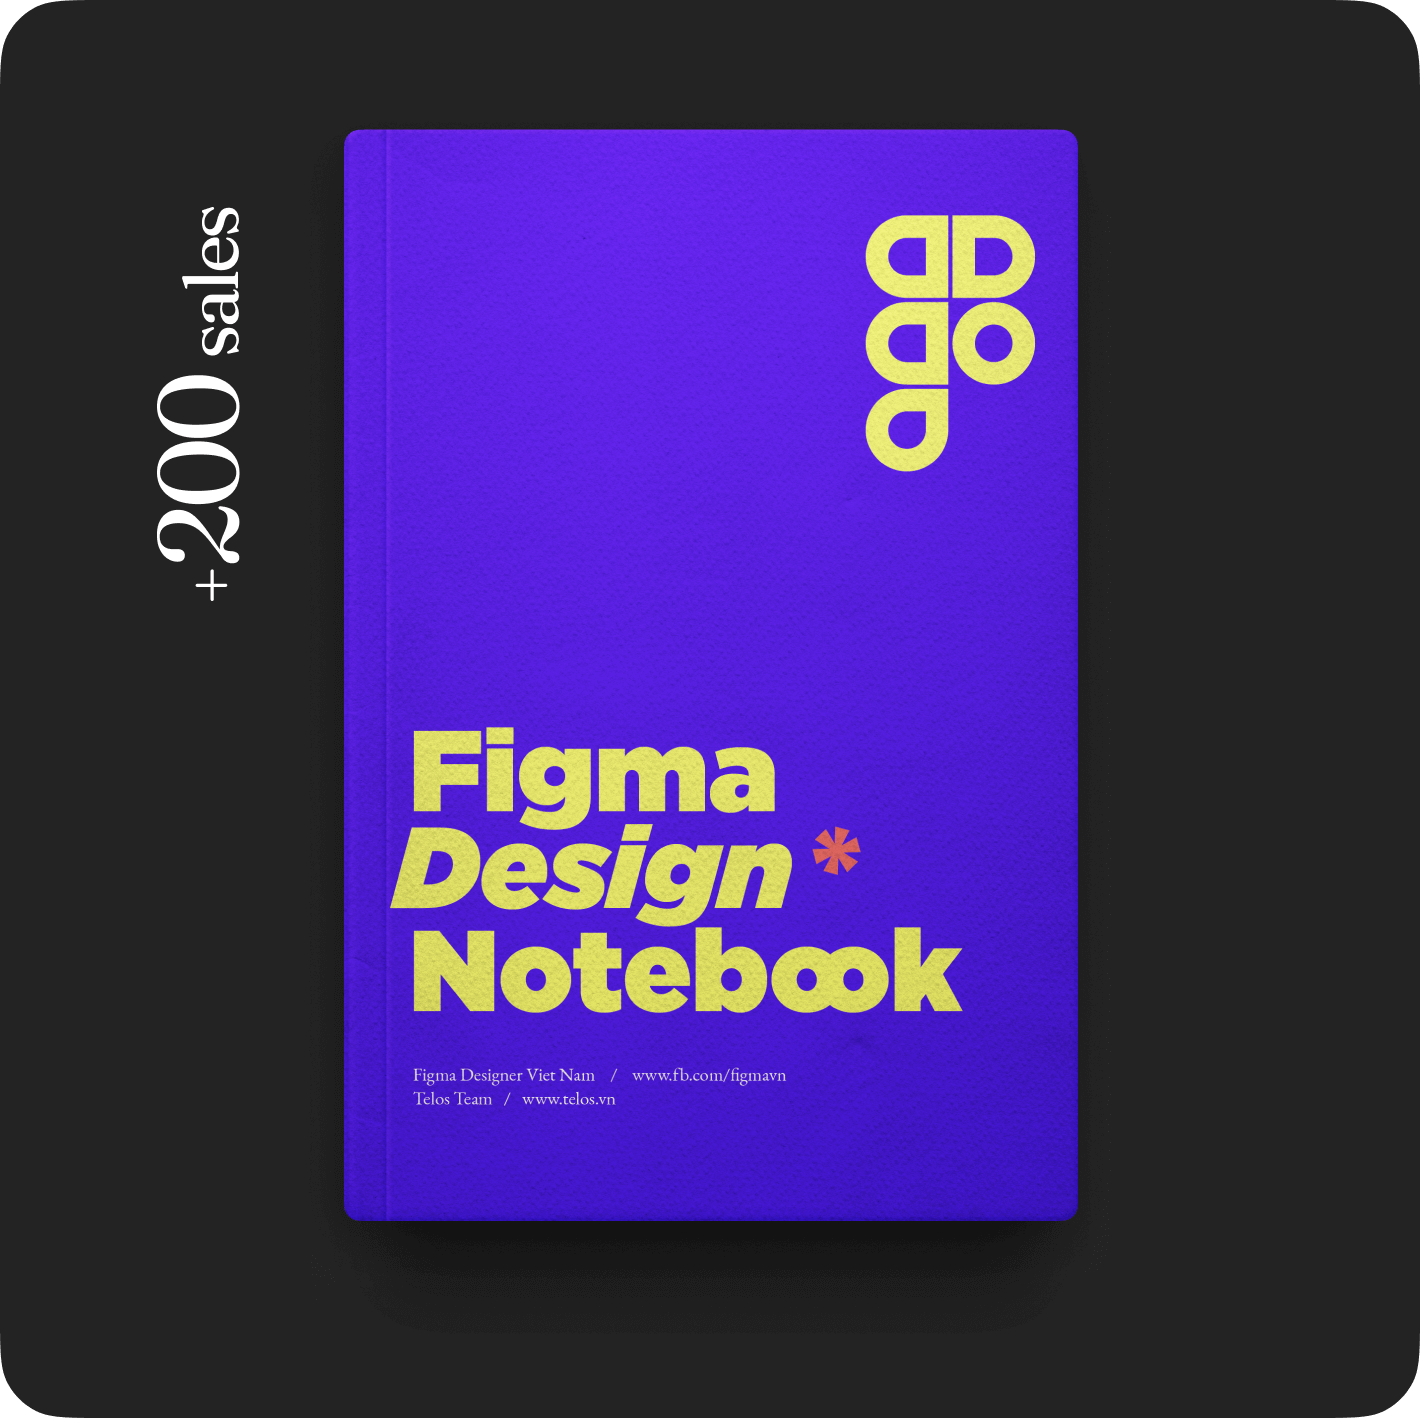 +200 sales
Figma
Design *
Notebook
Figma Designer Viet Nam / www.fb.com/figmavn
Telos Team / www.telos.vn